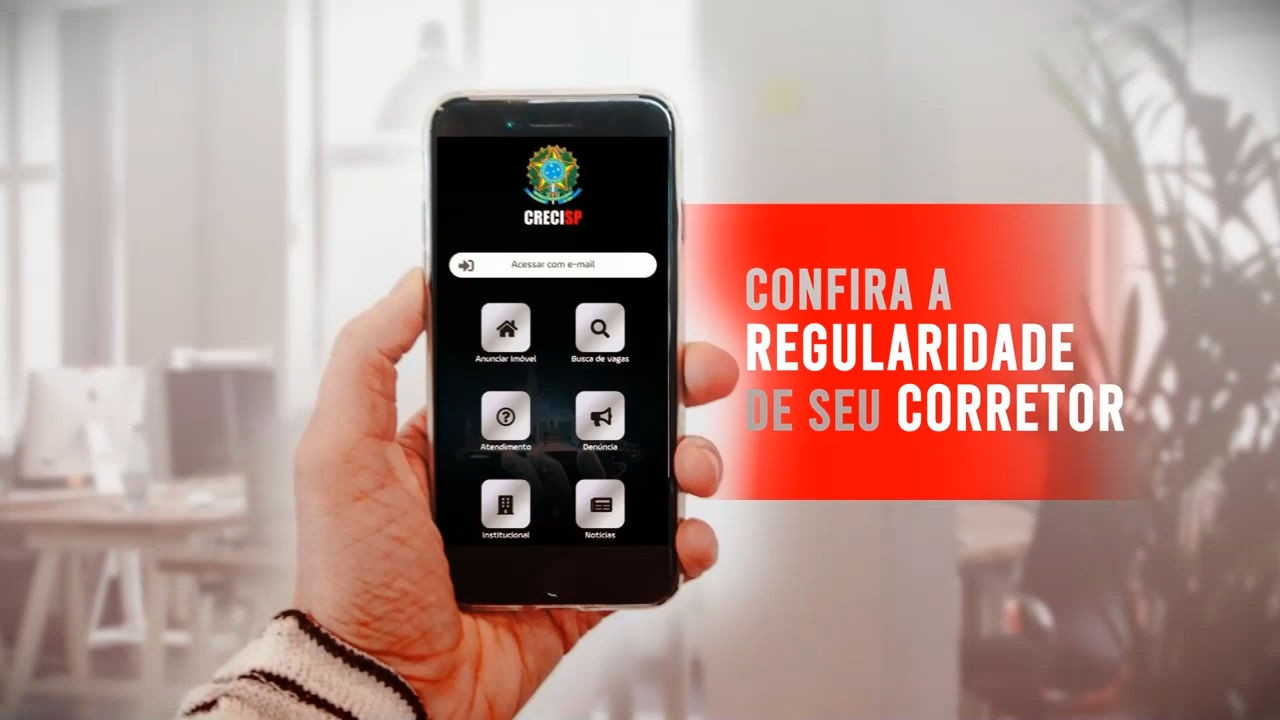 CRECISP
Acessar com e-mail
Anunciar Imóvel
Busca de vagas
Atendimento
Denúncia
Institucional
Notícias
CONFIRA A
REGULARIDADE
DE SEU CORRETOR